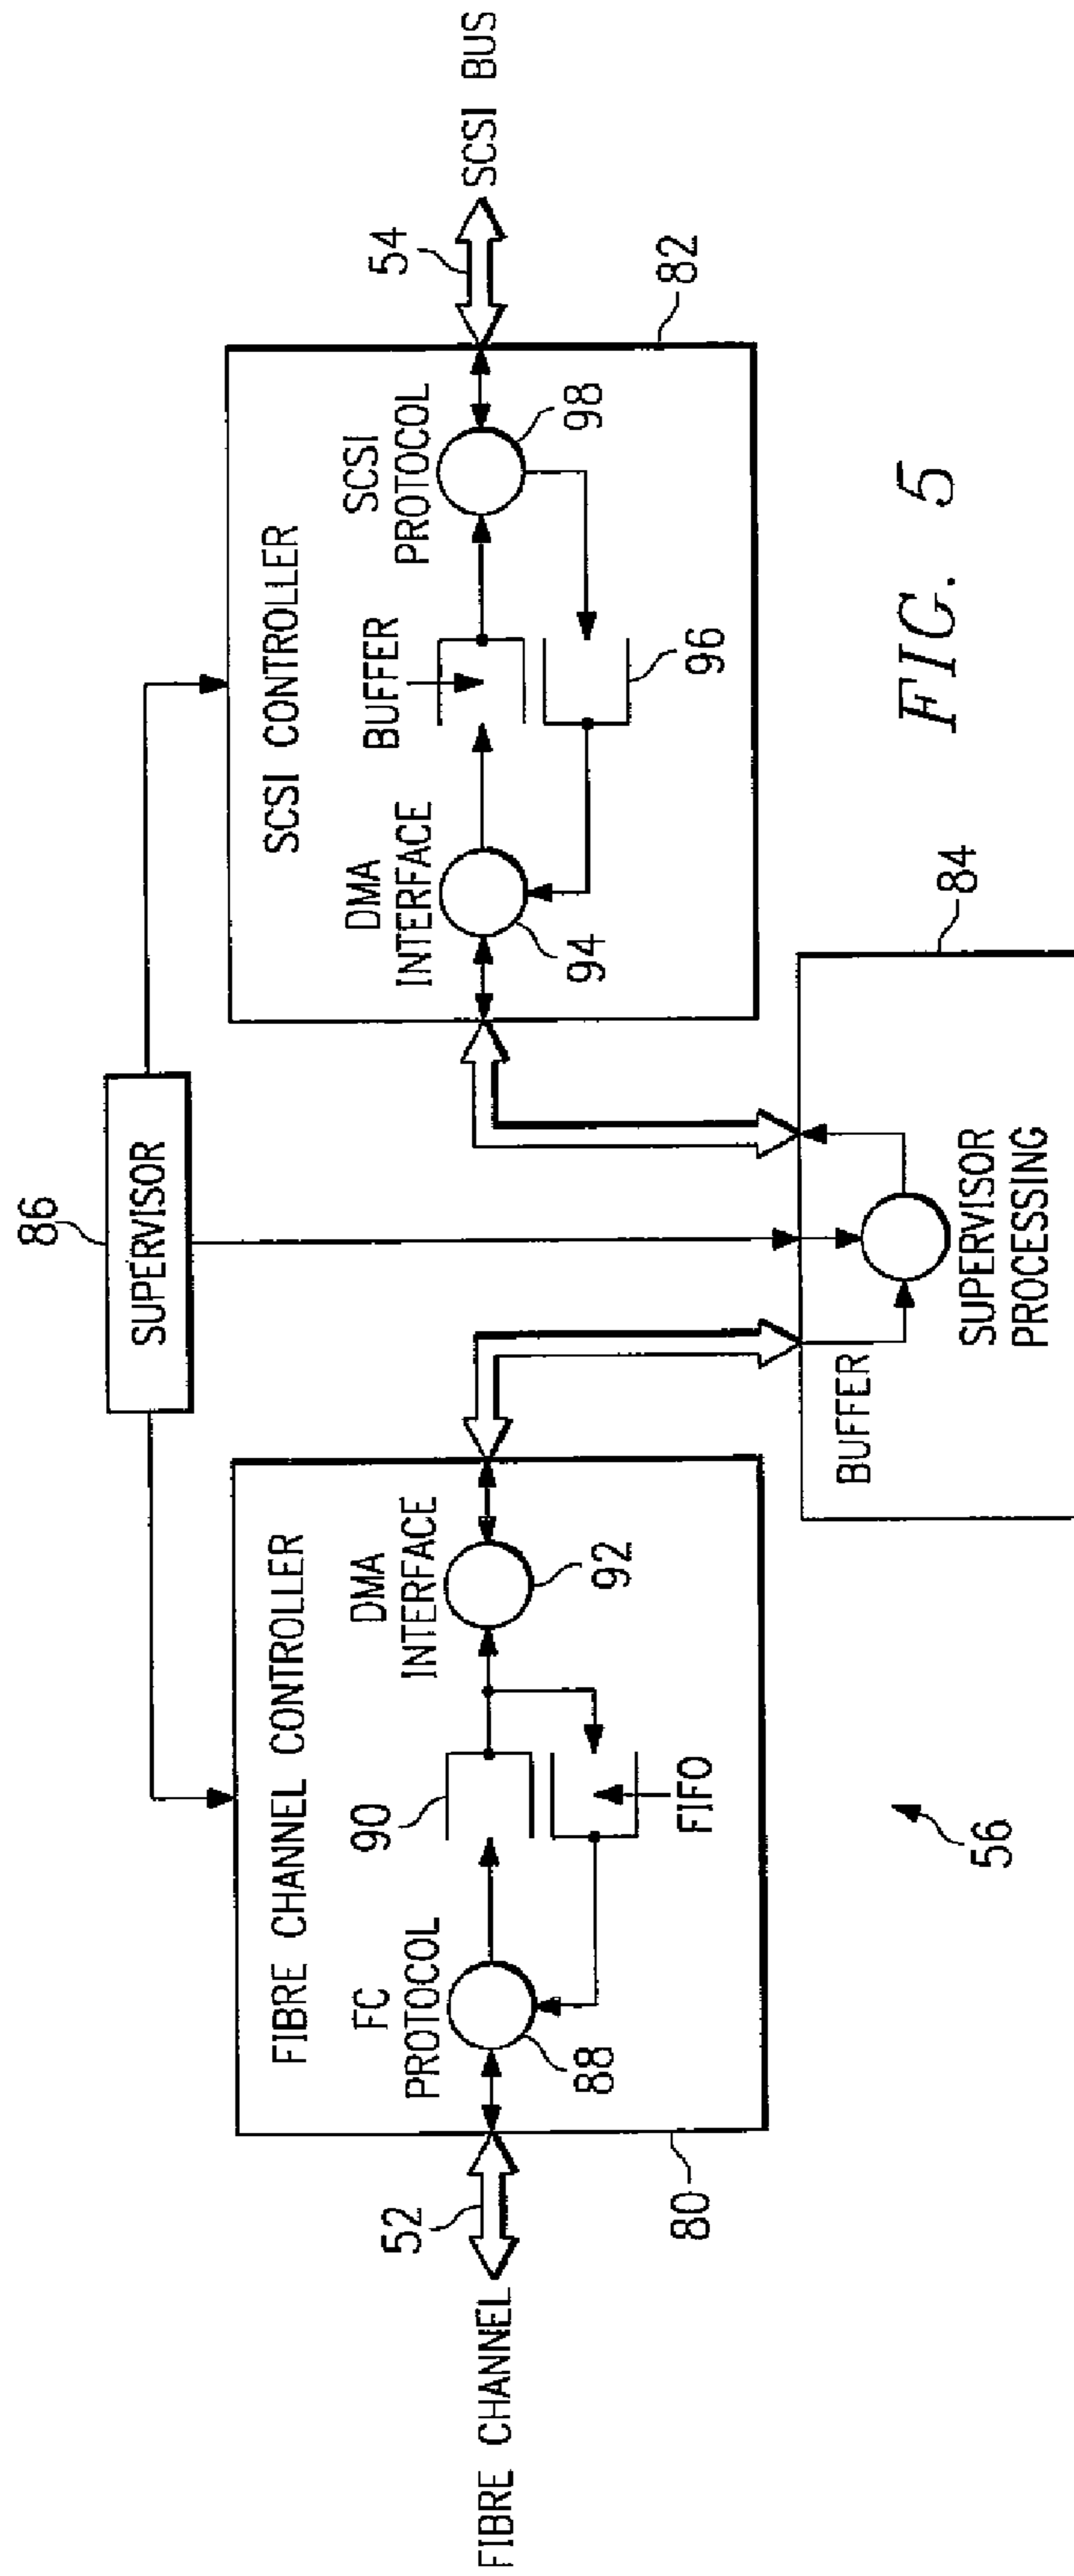 86
SUPERVISOR
FIBRE CHANNEL CONTROLLER
FC
PROTOCOL
88
90
FIFO
DMA
INTERFACE
92
80
FIBRE CHANNEL
52
SCSI CONTROLLER
DMA
INTERFACE
94
BUFFER
96
SCSI
PROTOCOL
98
82
54
SCSI BUS
BUFFER
SUPERVISOR
PROCESSING
84
56
FIG. 5